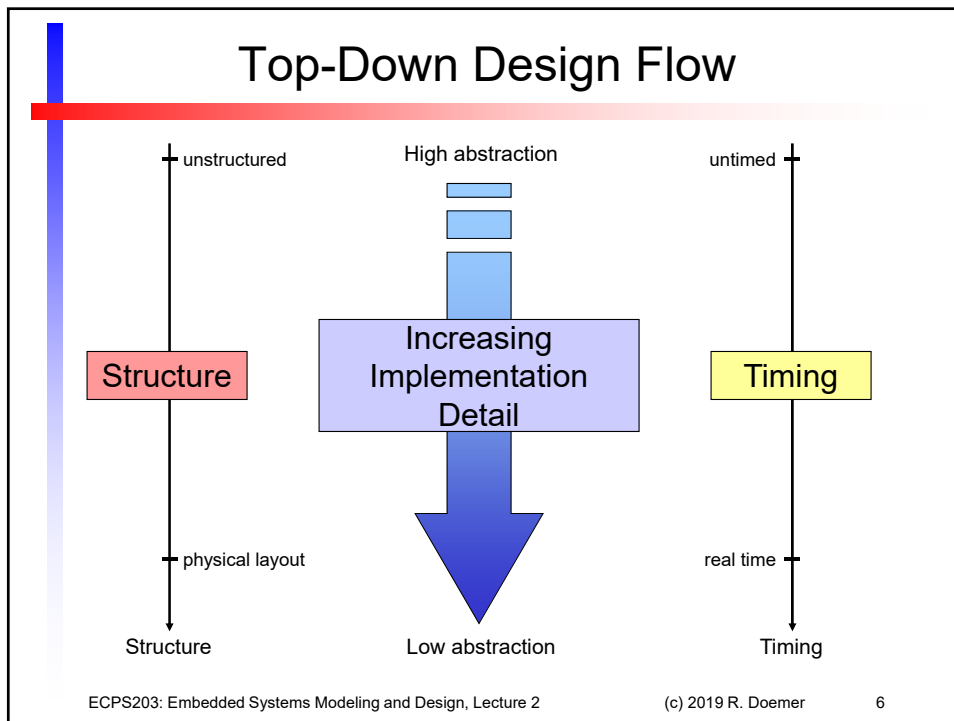 Top-Down Design Flow
unstructured
High abstraction
untimed
Structure
Increasing
Implementation
Detail
Timing
physical layout
real time
Structure
Low abstraction
Timing
ECPS203: Embedded Systems Modeling and Design, Lecture 2
(c) 2019 R. Doemer
6